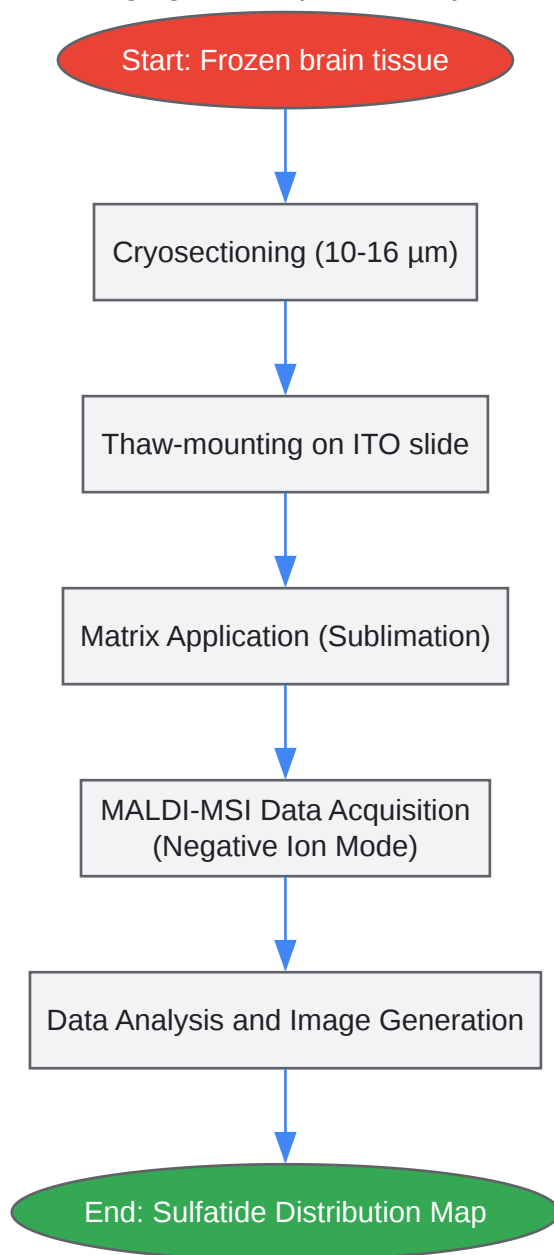 Start: Frozen brain tissue
Cryosectioning (10-16 µm)
Thaw-mounting on ITO slide
Matrix Application (Sublimation)
MALDI-MSI Data Acquisition
(Negative Ion Mode)
Data Analysis and Image Generation
End: Sulfatide Distribution Map